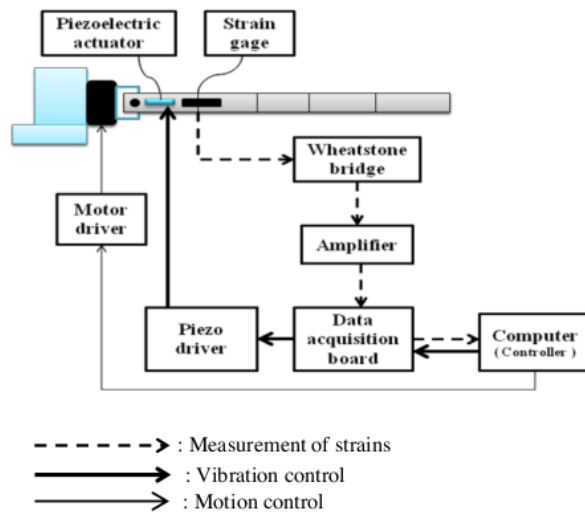 Piezoelectric
actuator
Strain
gage
Wheatstone
bridge
Motor
driver
Amplifier
Piezo
driver
Data
acquisition
board
Computer
( Controller )
: Measurement of strains
: Vibration control
: Motion control